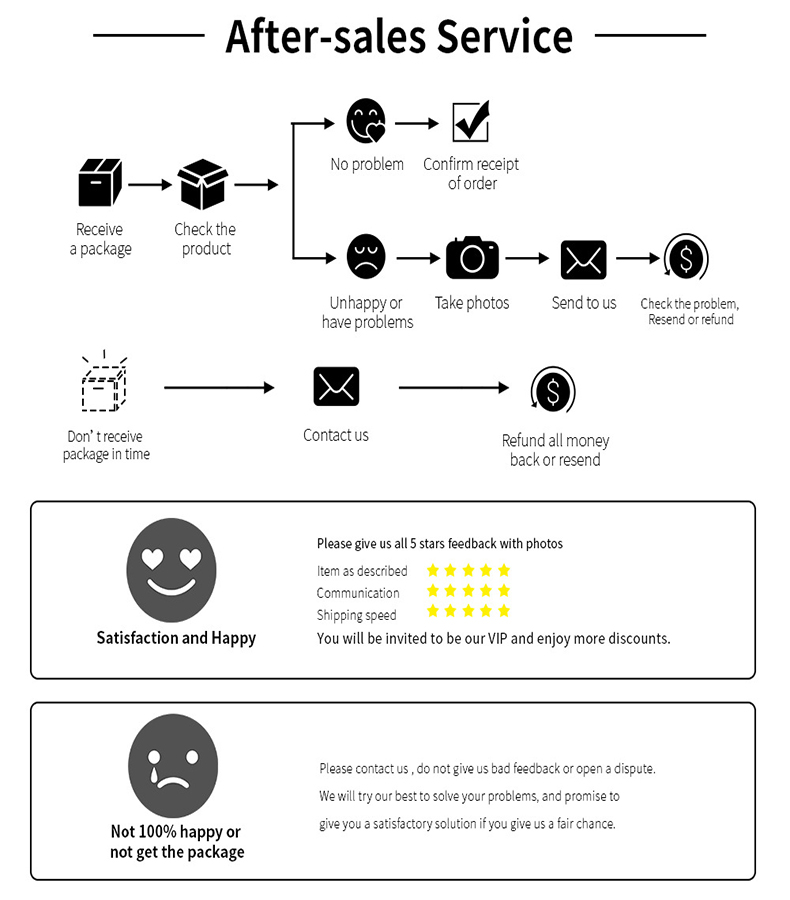 After-sales Service
No problem
Confirm receipt
of order
Receive
a package
Check the
product
Unhappy or
have problems
Take photos
Send to us
Check the problem,
Resend or refund
Don’ t receive
package in time
Contact us
Refund all money
back or resend
Please give us all 5 stars feedback with photos
Item as described
Communication
Shipping speed
You will be invited to be our VIP and enjoy more discounts.
Satisfaction and Happy
Please contact us , do not give us bad feedback or open a dispute.
We will try our best to solve your problems, and promise to
give you a satisfactory solution if you give us a fair chance.
Not 100% happy or
not get the package